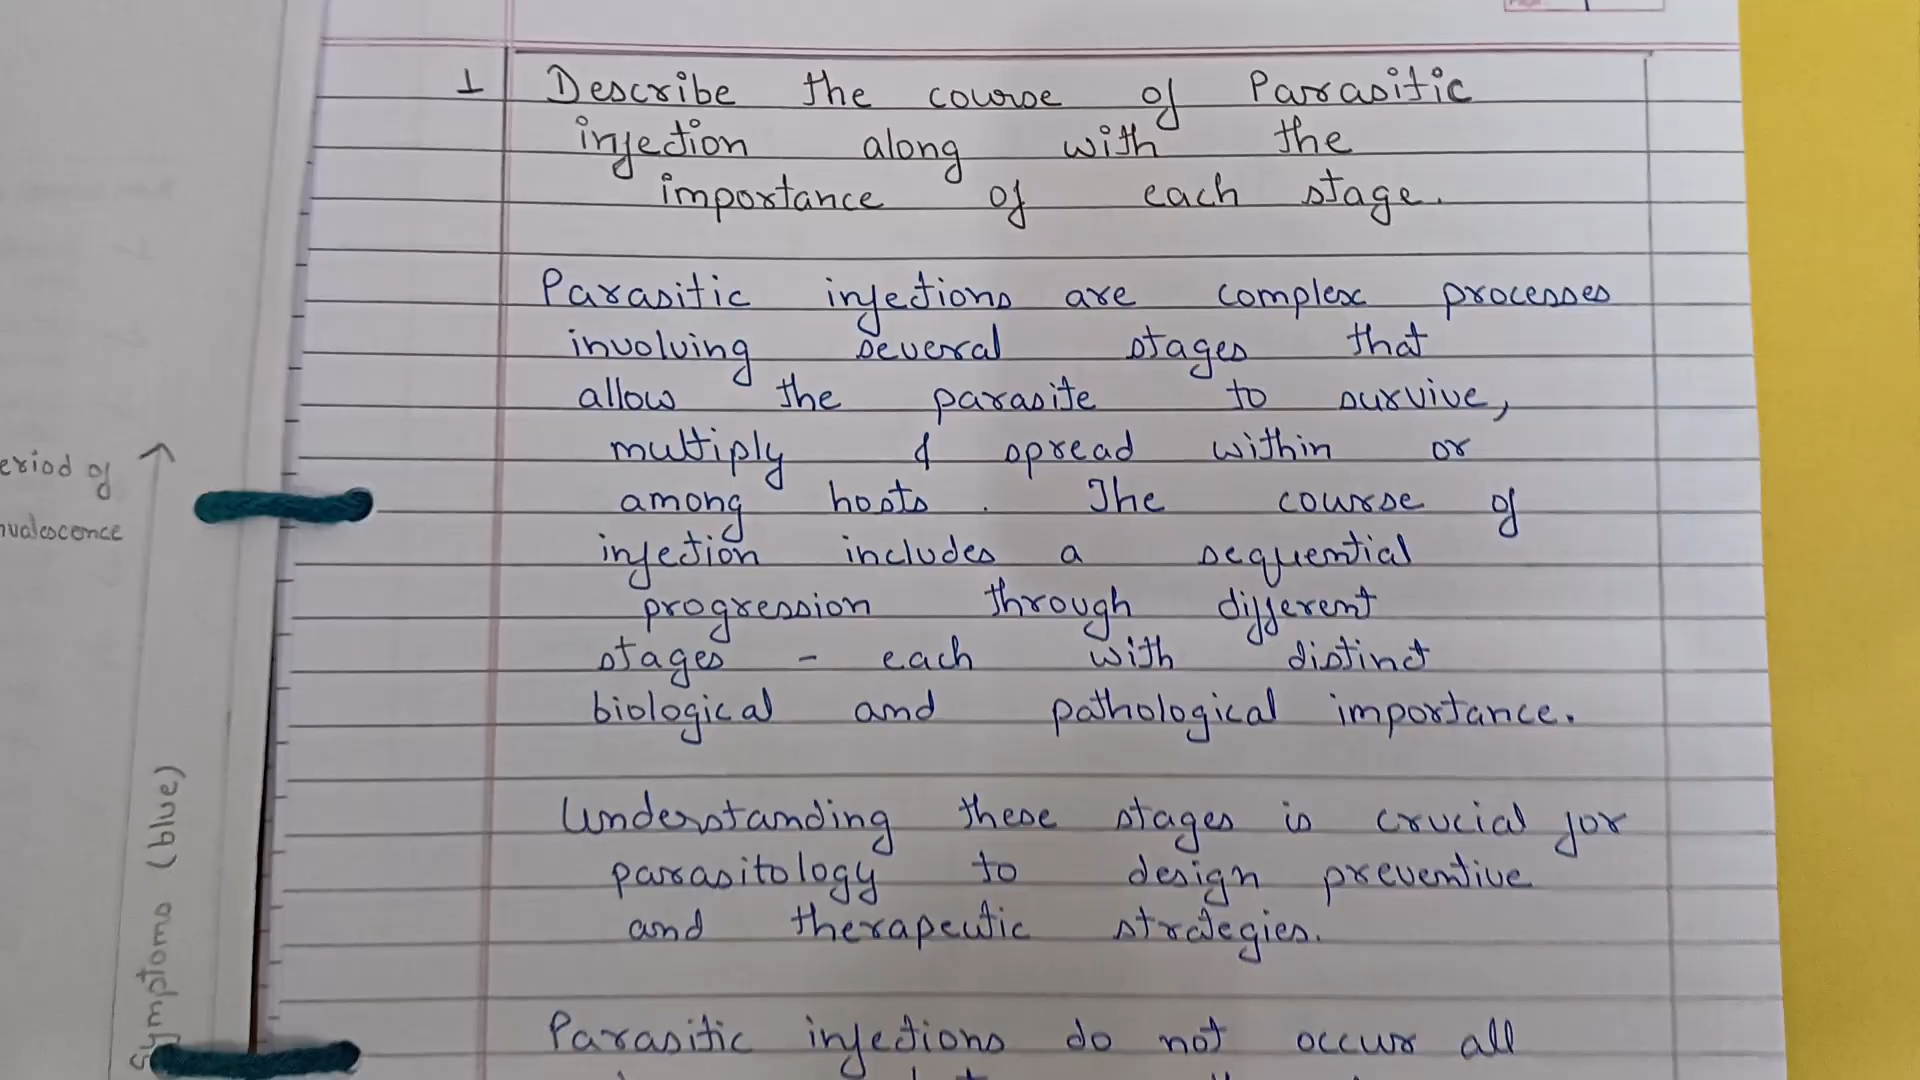 1 Describe the course of Parasitic
infection along with the
importance of each stage.
Parasitic infections are complex processes
involving several stages that
allow the parasite to survive,
multiply & spread within or
among hosts. The course of
infection includes a sequential
progression through different
stages - each with distinct
biological and pathological importance.
Understanding these stages is crucial for
parasitology to design preventive
and therapeutic strategies.
Parasitic infections do not occur all
eriod of
nvalescence
Symptoms (blue)